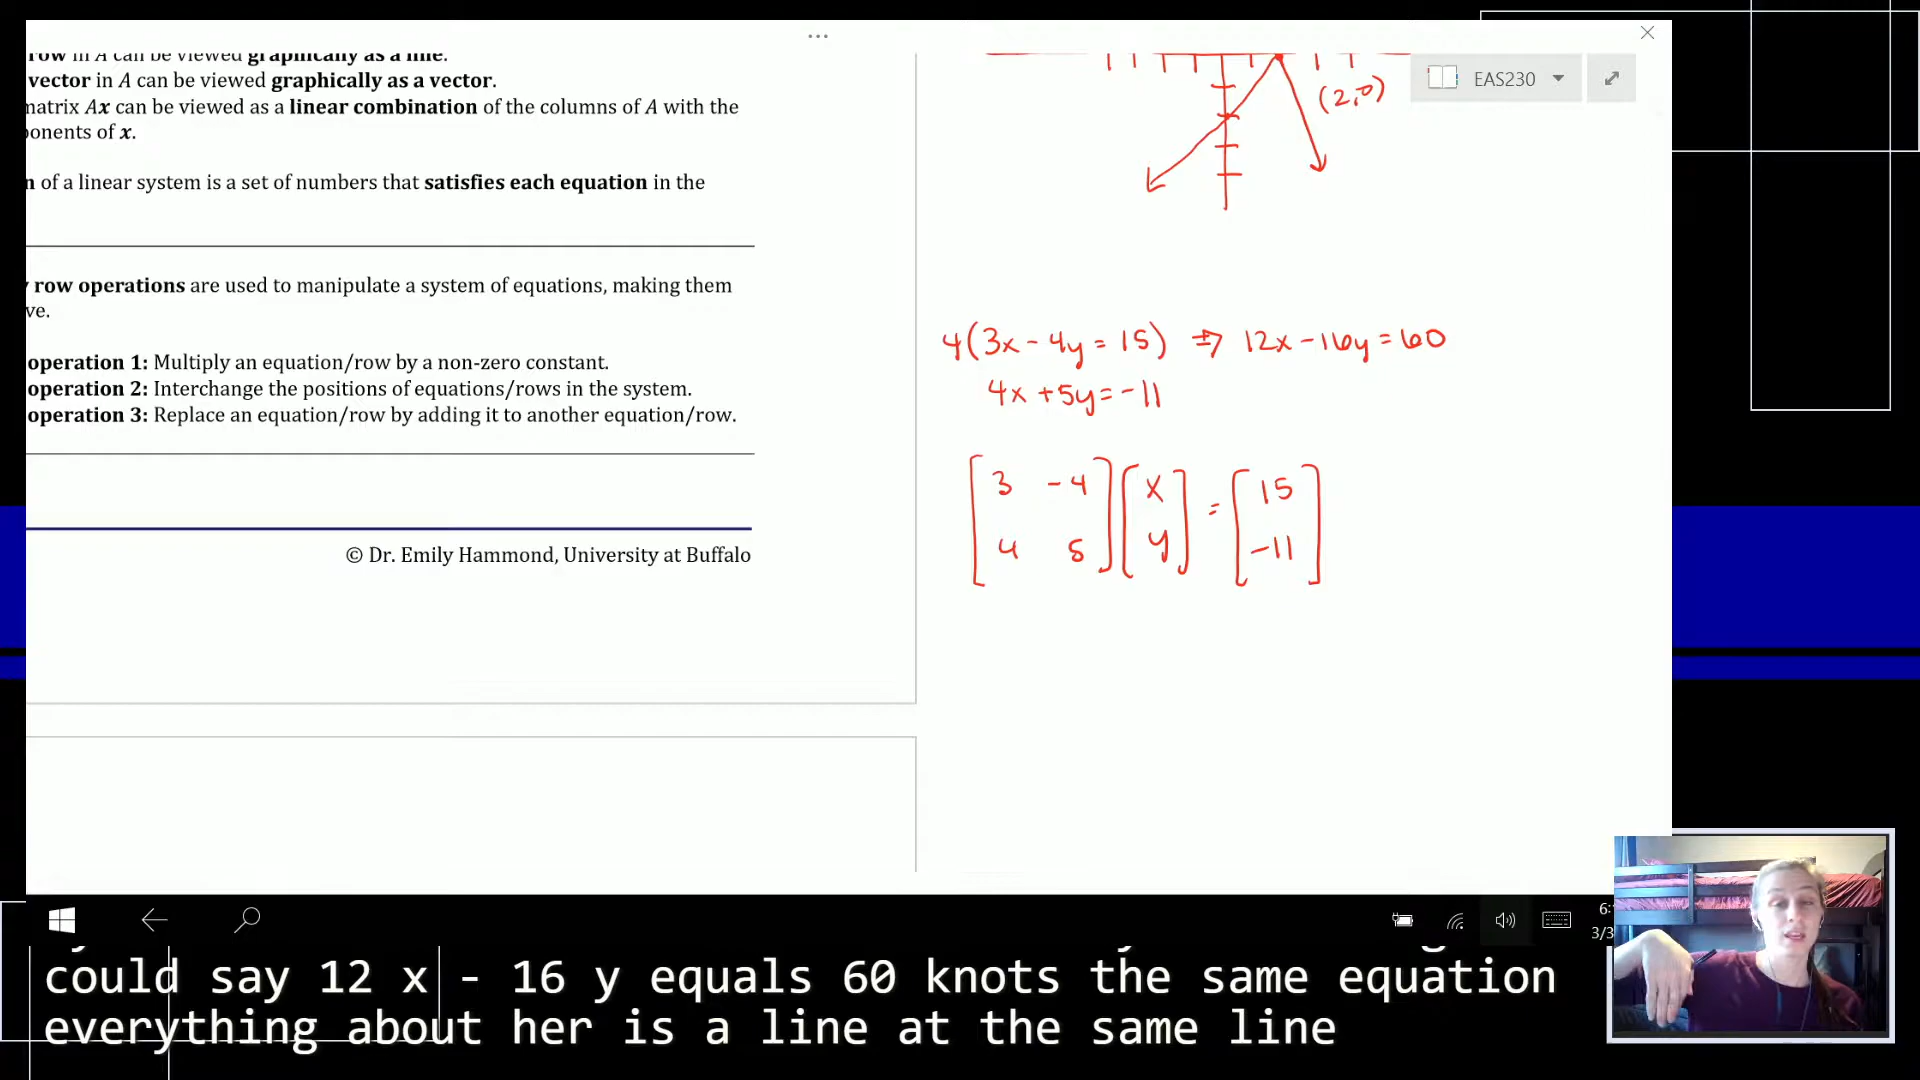 row in A can be viewed graphically as a line.
vector in A can be viewed graphically as a vector.
matrix Ax can be viewed as a linear combination of the columns of A with the
onents of x.
n of a linear system is a set of numbers that satisfies each equation in the
row operations are used to manipulate a system of equations, making them
ve.
operation 1: Multiply an equation/row by a non-zero constant.
operation 2: Interchange the positions of equations/rows in the system.
operation 3: Replace an equation/row by adding it to another equation/row.
© Dr. Emily Hammond, University at Buffalo
EAS230
(2,0)
4(3x - 4y = 15) ⇒ 12x - 16y = 60
4x + 5y = -11
[3 -4] [x] = [15]
[4 5] [y] [-11]
6:
3/3
could say 12 x - 16 y equals 60 knots the same equation
everything about her is a line at the same line